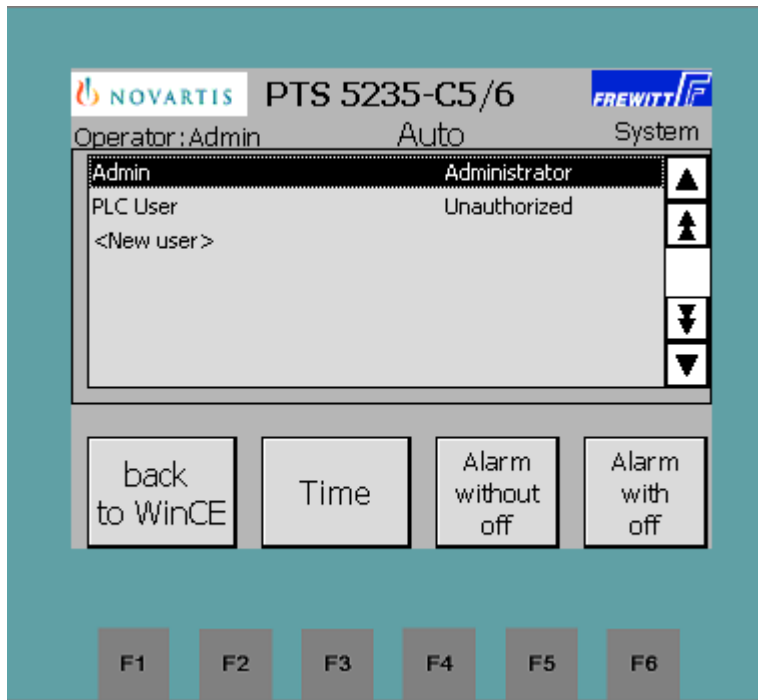 NOVARTIS PTS 5235-C5/6 FREWITT
Operator:Admin Auto System
Admin Administrator
PLC User Unauthorized
<New user>
back
to WinCE
Time
Alarm
without
off
Alarm
with
off
F1 F2 F3 F4 F5 F6